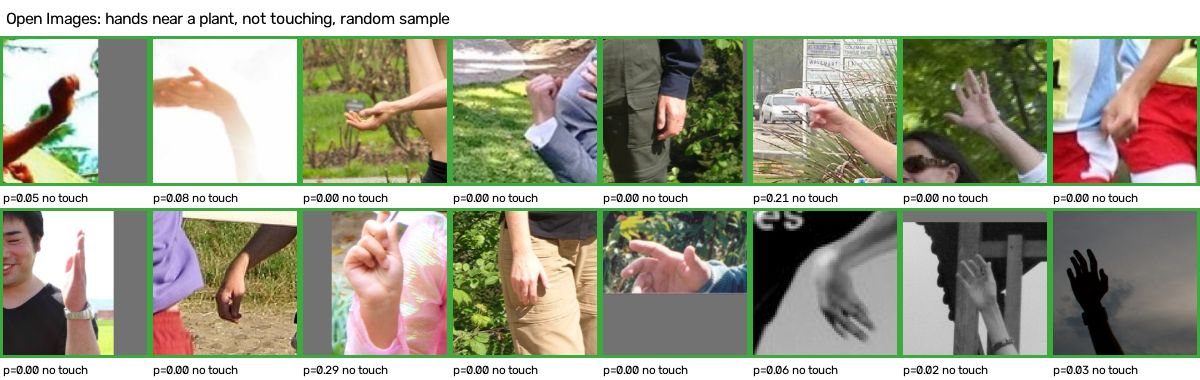 Open Images: hands near a plant, not touching, random sample
p=0.05 no touch
p=0.08 no touch
p=0.00 no touch
p=0.00 no touch
p=0.00 no touch
p=0.21 no touch
p=0.00 no touch
p=0.00 no touch
es
p=0.00 no touch
p=0.00 no touch
p=0.29 no touch
p=0.00 no touch
p=0.00 no touch
p=0.06 no touch
p=0.02 no touch
p=0.03 no touch